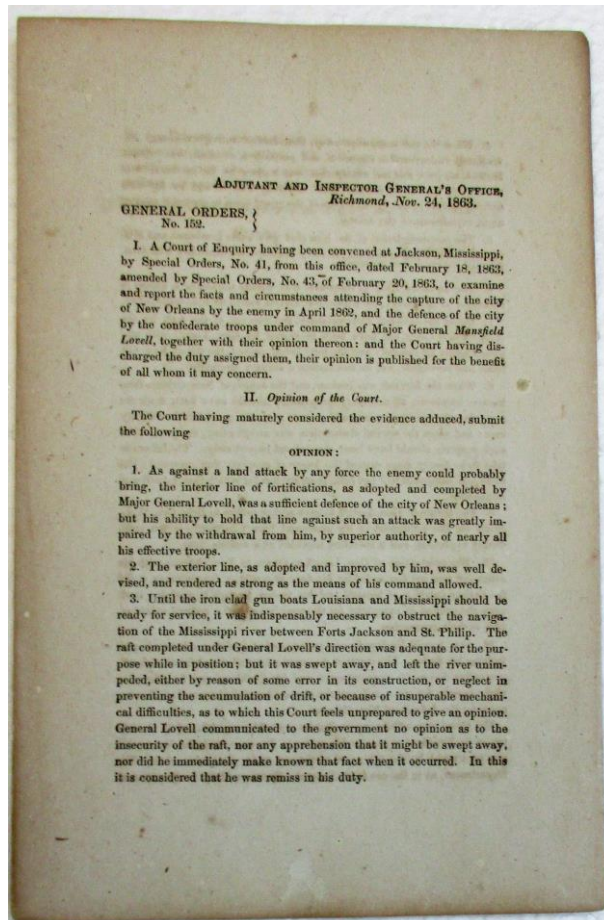 ADJUTANT AND INSPECTOR GENERAL'S OFFICE,
Richmond, Nov. 24, 1863.
GENERAL ORDERS, }
No. 152. }
I. A Court of Enquiry having been convened at Jackson, Mississippi,
by Special Orders, No. 41, from this office, dated February 18, 1863,
amended by Special Orders, No. 43, of February 20, 1863, to examine
and report the facts and circumstances attending the capture of the city
of New Orleans by the enemy in April 1862, and the defence of the city
by the confederate troops under command of Major General Mansfield
Lovell, together with their opinion thereon: and the Court having dis-
charged the duty assigned them, their opinion is published for the benefit
of all whom it may concern.
II. Opinion of the Court.
The Court having maturely considered the evidence adduced, submit
the following
OPINION:
1. As against a land attack by any force the enemy could probably
bring, the interior line of fortifications, as adopted and completed by
Major General Lovell, was a sufficient defence of the city of New Orleans;
but his ability to hold that line against such an attack was greatly im-
paired by the withdrawal from him, by superior authority, of nearly all
his effective troops.
2. The exterior line, as adopted and improved by him, was well de-
vised, and rendered as strong as the means of his command allowed.
3. Until the iron clad gun boats Louisiana and Mississippi should be
ready for service, it was indispensably necessary to obstruct the naviga-
tion of the Mississippi river between Forts Jackson and St. Philip. The
raft completed under General Lovell's direction was adequate for the pur-
pose while in position; but it was swept away, and left the river unim-
peded, either by reason of some error in its construction, or neglect in
preventing the accumulation of drift, or because of insuperable mechani-
cal difficulties, as to which this Court feels unprepared to give an opinion.
General Lovell communicated to the government no opinion as to the
insecurity of the raft, nor any apprehension that it might be swept away,
nor did he immediately make known that fact when it occurred. In this
it is considered that he was remiss in his duty.